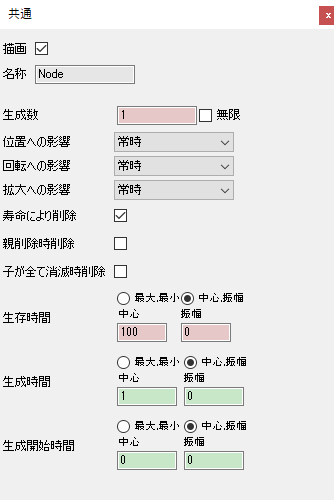 共通
x
描画
名称 Node
生成数 1 無限
位置への影響 常時
回転への影響 常時
拡大への影響 常時
寿命により削除
親削除時削除
子が全て消滅時削除
最大,最小 中心,振幅
生存時間 中心 振幅
100 0
最大,最小 中心,振幅
生成時間 中心 振幅
1 0
最大,最小 中心,振幅
生成開始時間 中心 振幅
0 0